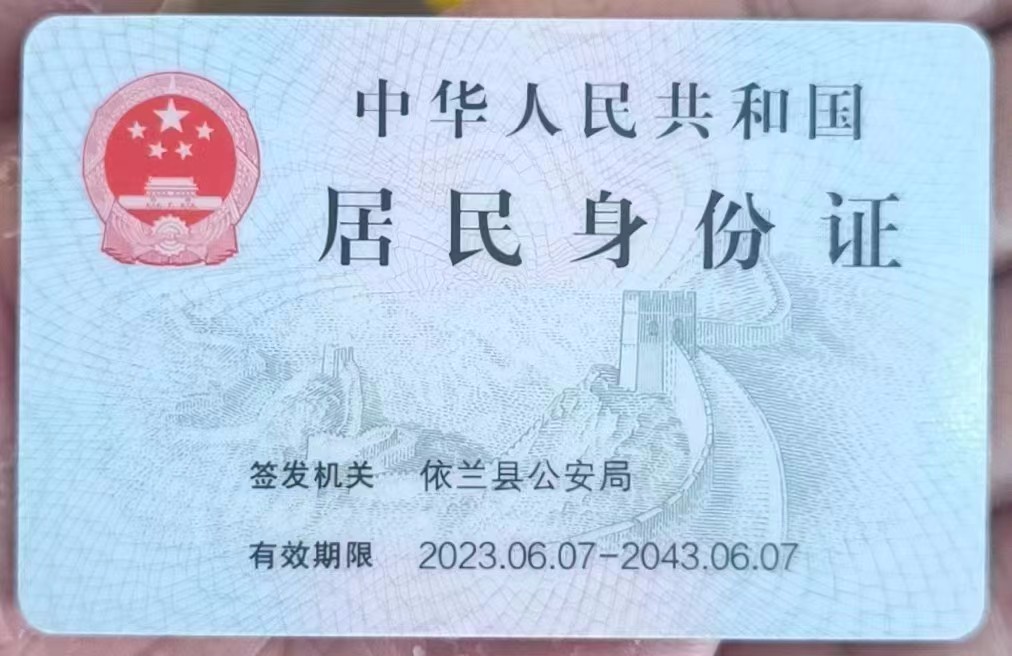 中华人民共和国
居民身份证
签发机关 依兰县公安局
有效期限 2023.06.07-2043.06.07